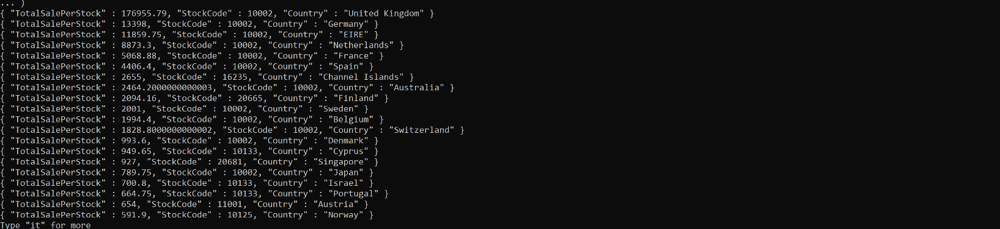 ... )
{ "TotalSalePerStock" : 176955.79, "StockCode" : 10002, "Country" : "United Kingdom" }
{ "TotalSalePerStock" : 13398, "StockCode" : 10002, "Country" : "Germany" }
{ "TotalSalePerStock" : 11859.75, "StockCode" : 10002, "Country" : "EIRE" }
{ "TotalSalePerStock" : 8873.3, "StockCode" : 10002, "Country" : "Netherlands" }
{ "TotalSalePerStock" : 5068.88, "StockCode" : 10002, "Country" : "France" }
{ "TotalSalePerStock" : 4406.4, "StockCode" : 10002, "Country" : "Spain" }
{ "TotalSalePerStock" : 2655, "StockCode" : 16235, "Country" : "Channel Islands" }
{ "TotalSalePerStock" : 2464.2000000000003, "StockCode" : 10002, "Country" : "Australia" }
{ "TotalSalePerStock" : 2094.16, "StockCode" : 20665, "Country" : "Finland" }
{ "TotalSalePerStock" : 2001, "StockCode" : 10002, "Country" : "Sweden" }
{ "TotalSalePerStock" : 1994.4, "StockCode" : 10002, "Country" : "Belgium" }
{ "TotalSalePerStock" : 1828.8000000000002, "StockCode" : 10002, "Country" : "Switzerland" }
{ "TotalSalePerStock" : 993.6, "StockCode" : 10002, "Country" : "Denmark" }
{ "TotalSalePerStock" : 949.65, "StockCode" : 10133, "Country" : "Cyprus" }
{ "TotalSalePerStock" : 927, "StockCode" : 20681, "Country" : "Singapore" }
{ "TotalSalePerStock" : 789.75, "StockCode" : 10002, "Country" : "Japan" }
{ "TotalSalePerStock" : 700.8, "StockCode" : 10133, "Country" : "Israel" }
{ "TotalSalePerStock" : 664.75, "StockCode" : 10133, "Country" : "Portugal" }
{ "TotalSalePerStock" : 654, "StockCode" : 11001, "Country" : "Austria" }
{ "TotalSalePerStock" : 591.9, "StockCode" : 10125, "Country" : "Norway" }
Type "it" for more